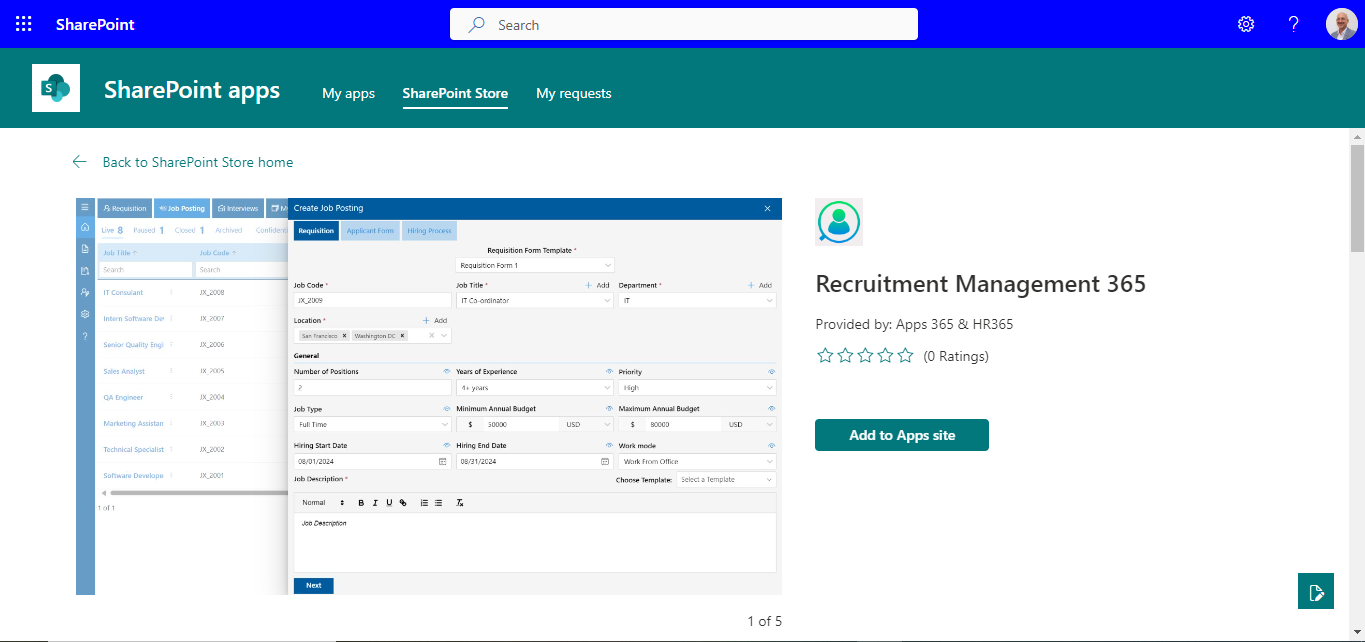 SharePoint
Search
SharePoint apps
My apps
SharePoint Store
My requests
Back to SharePoint Store home
Requisition
Job Posting
Interviews
Create Job Posting
Live 8 Paused 1 Closed 1 Archived
Requisition Applicant Form Hiring Process
Job Title
Job Code
Search
Search
IT Consulant JX_2008
Intern Software De JX_2007
Senior Quality Engi JX_2006
Sales Analyst JX_2005
QA Engineer JX_2004
Marketing Assistan JX_2003
Technical Specialist JX_2002
Software Develope JX_2001
1 of 1
Requisition Form Template *
Requisition Form 1
Job Code *
Job Title * + Add
Department * + Add
JX_2009
IT Co-ordinator
IT
Location * + Add
San Francisco × Washington DC ×
General
Number of Positions
Years of Experience
Priority
2
4+ years
High
Job Type
Minimum Annual Budget
Maximum Annual Budget
Full Time
$ 50000 USD
$ 80000 USD
Hiring Start Date
Hiring End Date
Work mode
08/01/2024
08/31/2024
Work From Office
Job Description *
Choose Template: Select a Template
Normal B I U
Job Description
Next
1 of 5
Recruitment Management 365
Provided by: Apps 365 & HR365
(0 Ratings)
Add to Apps site